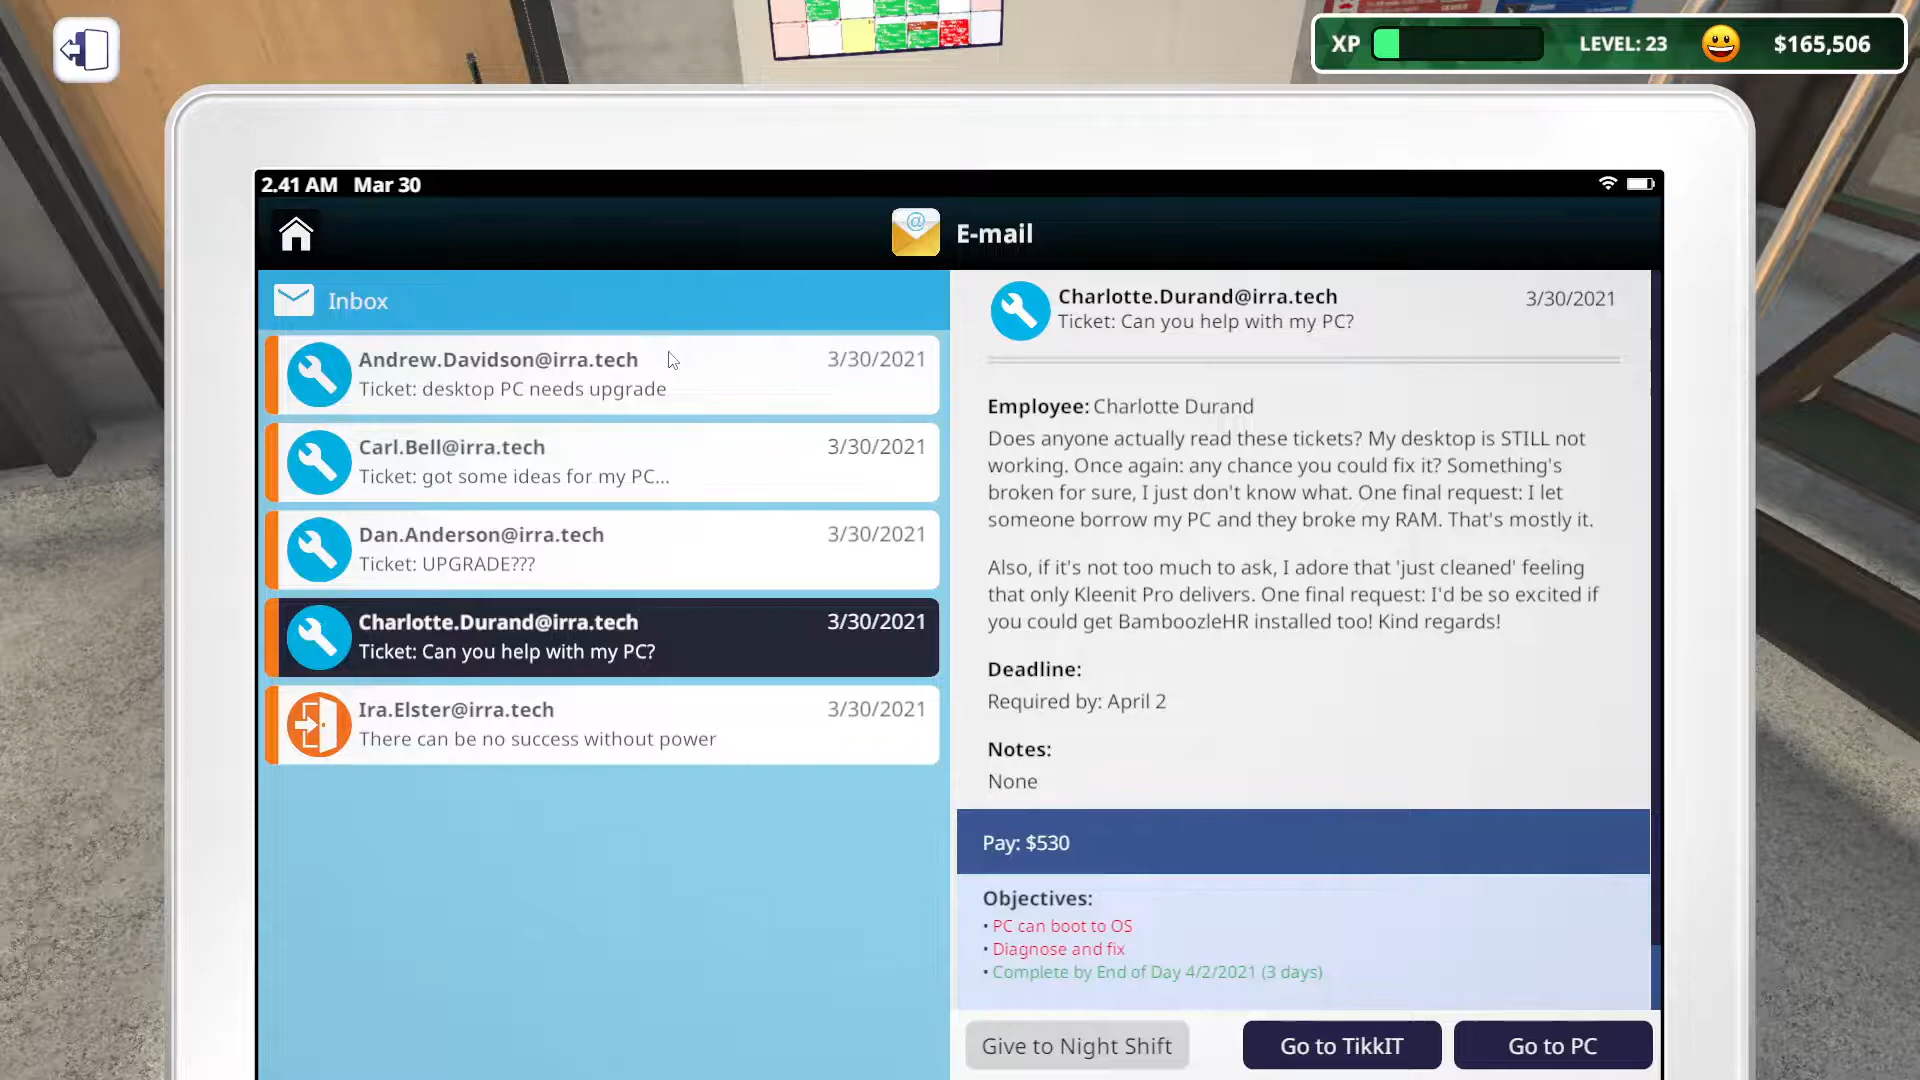 XP
LEVEL: 23
$165,506
2.41 AM Mar 30
E-mail
Inbox
Andrew.Davidson@irra.tech
3/30/2021
Ticket: desktop PC needs upgrade
Carl.Bell@irra.tech
3/30/2021
Ticket: got some ideas for my PC...
Dan.Anderson@irra.tech
3/30/2021
Ticket: UPGRADE???
Charlotte.Durand@irra.tech
3/30/2021
Ticket: Can you help with my PC?
Ira.Elster@irra.tech
3/30/2021
There can be no success without power
Charlotte.Durand@irra.tech
3/30/2021
Ticket: Can you help with my PC?
Employee: Charlotte Durand
Does anyone actually read these tickets? My desktop is STILL not
working. Once again: any chance you could fix it? Something's
broken for sure, I just don't know what. One final request: I let
someone borrow my PC and they broke my RAM. That's mostly it.
Also, if it's not too much to ask, I adore that 'just cleaned' feeling
that only Kleenit Pro delivers. One final request: I'd be so excited if
you could get BamboozleHR installed too! Kind regards!
Deadline:
Required by: April 2
Notes:
None
Pay: $530
Objectives:
• PC can boot to OS
• Diagnose and fix
• Complete by End of Day 4/2/2021 (3 days)
Give to Night Shift
Go to TikkIT
Go to PC